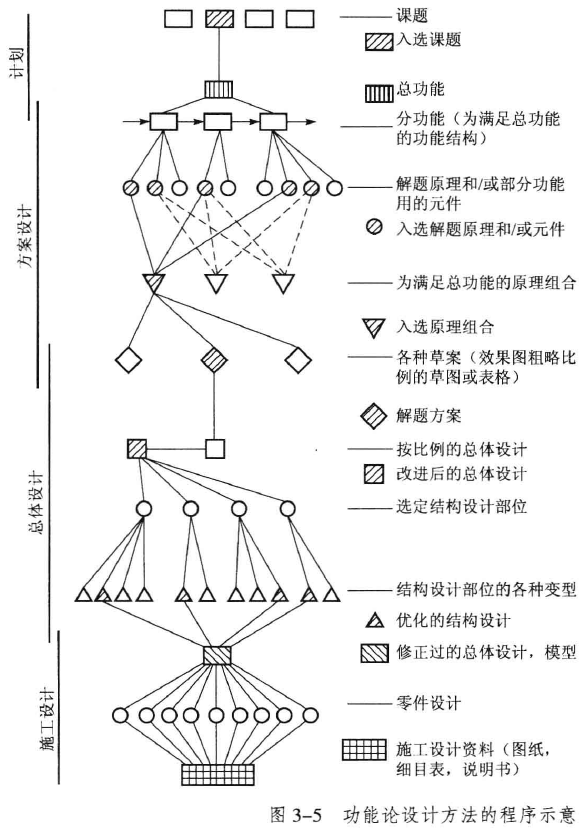 课题
入选课题
总功能
分功能（为满足总功能
的功能结构）
解题原理和/或部分功能
用的元件
入选解题原理和/或元件
为满足总功能的原理组合
入选原理组合
各种草案（效果图粗略比
例的草图或表格）
解题方案
按比例的总体设计
改进后的总体设计
选定结构设计部位
结构设计部位的各种变型
优化的结构设计
修正过的总体设计，模型
零件设计
施工设计资料（图纸，
细目表，说明书）
计划
方案设计
总体设计
施工设计
图 3-5 功能论设计方法的程序示意